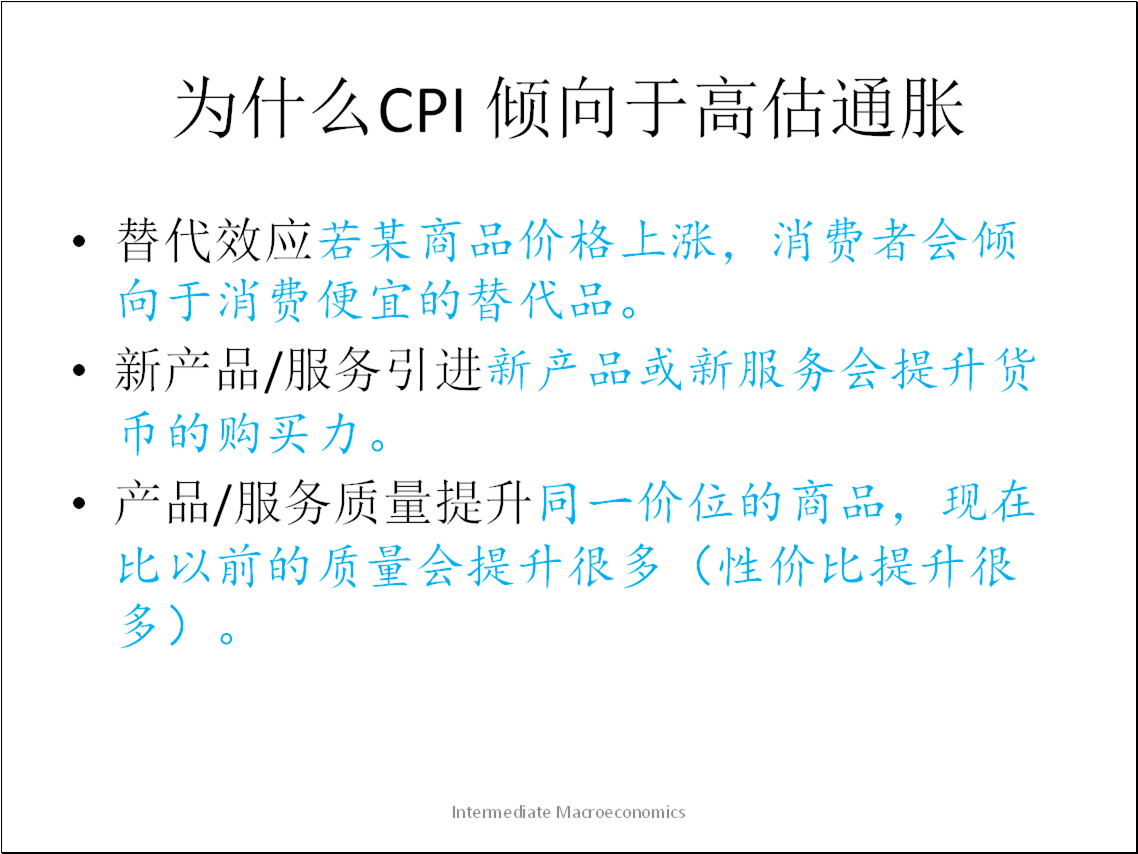 为什么CPI 倾向于高估通胀
• 替代效应若某商品价格上涨，消费者会倾
向于消费便宜的替代品。
• 新产品/服务引进新产品或新服务会提升货
币的购买力。
• 产品/服务质量提升同一价位的商品，现在
比以前的质量会提升很多（性价比提升很
多）。
Intermediate Macroeconomics